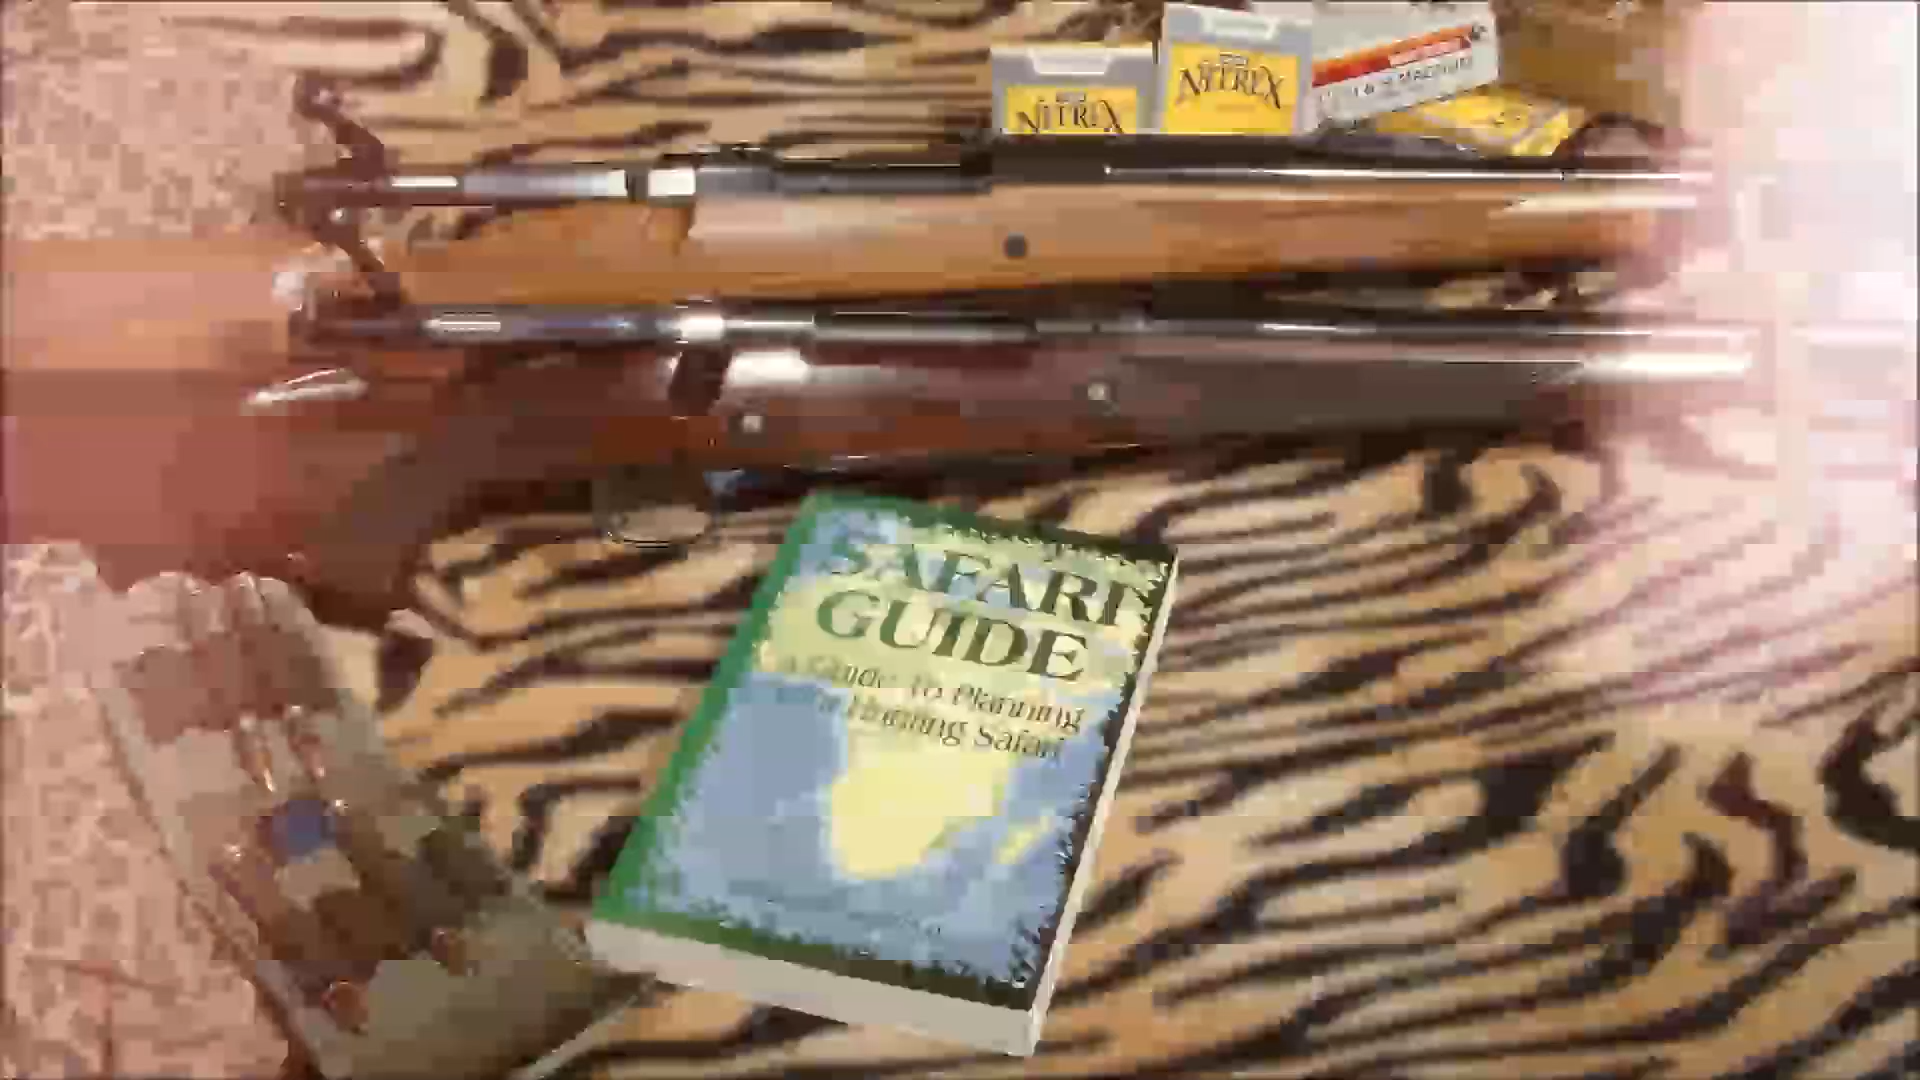 NITREX
NITREX
MAGNUM
SAFARI
GUIDE
A Guide To Planning
Hunting Safari